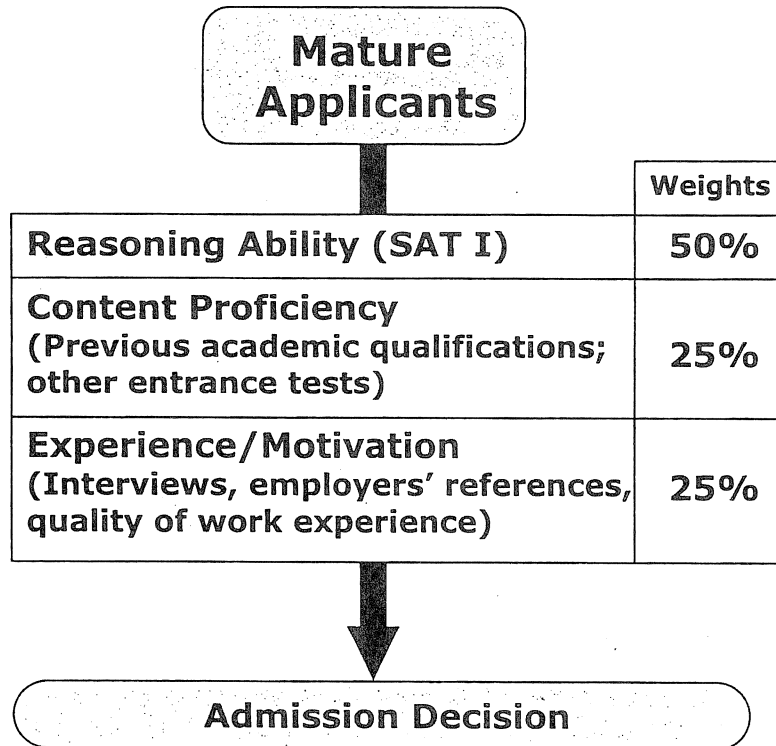 Mature
Applicants
Weights
Reasoning Ability (SAT I)
50%
Content Proficiency
(Previous academic qualifications;
other entrance tests)
25%
Experience/Motivation
(Interviews, employers’ references,
quality of work experience)
25%
Admission Decision